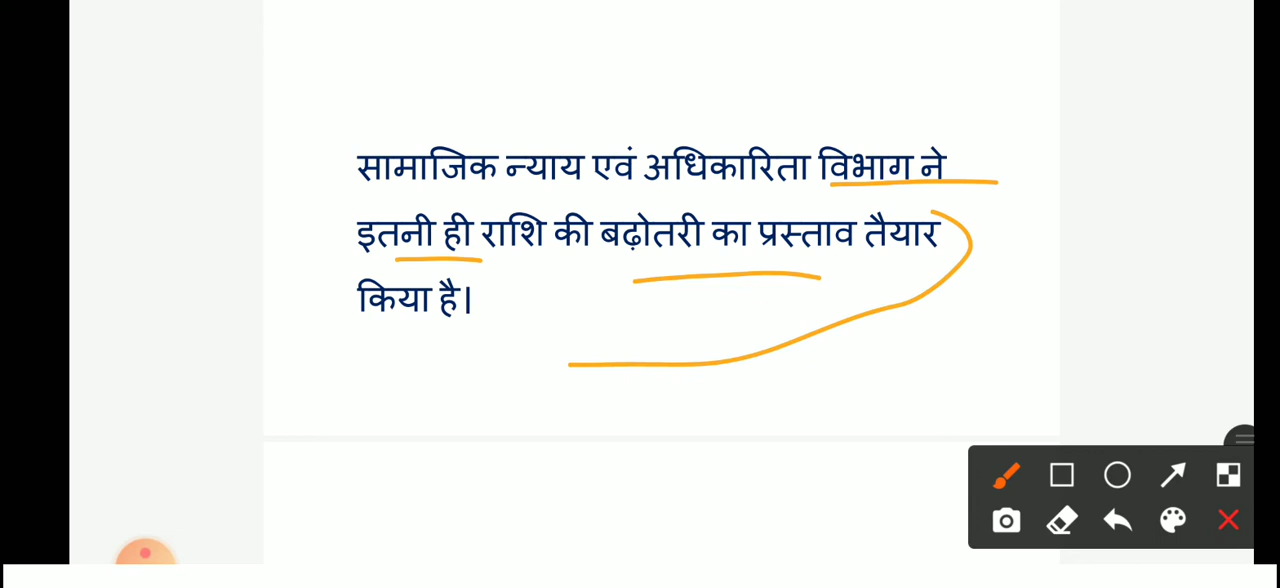 सामाजिक न्याय एवं अधिकारिता विभाग ने
इतनी ही राशि की बढ़ोतरी का प्रस्ताव तैयार
किया है।